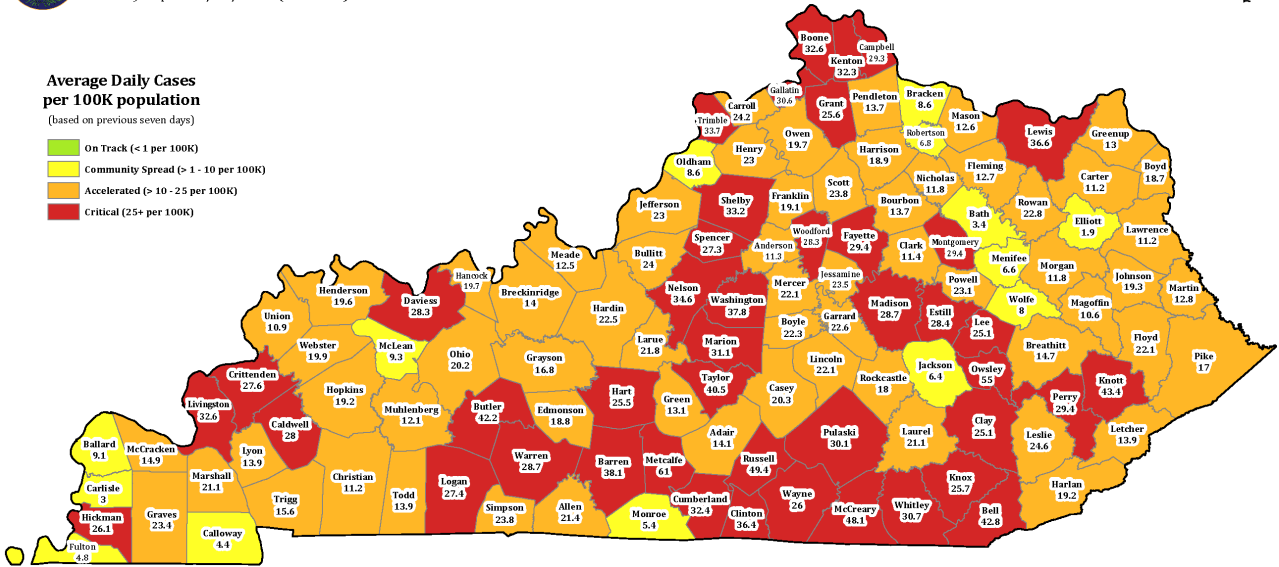 Average Daily Cases
per 100K population
(based on previous seven days)
On Track (< 1 per 100K)
Community Spread (> 1 - 10 per 100K)
Accelerated (> 10 - 25 per 100K)
Critical (25+ per 100K)
Boone
32.6
Kenton
32.3
Campbell
29.3
Gallatin
30.6
Grant
25.6
Pendleton
13.7
Bracken
8.6
Mason
12.6
Robertson
6.8
Lewis
36.6
Greenup
13
Boyd
18.7
Carter
11.2
Trimble
33.7
Carroll
24.2
Owen
19.7
Henry
23
Oldham
8.6
Harrison
18.9
Nicholas
11.8
Fleming
12.7
Rowan
22.8
Elliott
1.9
Lawrence
11.2
Jefferson
23
Shelby
33.2
Franklin
19.1
Scott
23.8
Bourbon
13.7
Bath
3.4
Spencer
27.3
Anderson
11.3
Woodford
28.3
Fayette
29.4
Clark
11.4
Montgomery
29.4
Menifee
6.6
Morgan
11.8
Johnson
19.3
Martin
12.8
Meade
12.5
Bullitt
24
Nelson
34.6
Washington
37.8
Mercer
22.1
Jessamine
23.5
Madison
28.7
Powell
23.1
Wolfe
8
Magoffin
10.6
Hancock
19.7
Henderson
19.6
Daviess
28.3
Breckinridge
14
Hardin
22.5
Union
10.9
Webster
19.9
McLean
9.3
Ohio
20.2
Grayson
16.8
Larue
21.8
Marion
31.1
Boyle
22.3
Garrard
22.6
Estill
28.4
Lee
25.1
Breathitt
14.7
Floyd
22.1
Pike
17
Crittenden
27.6
Livingston
32.6
Caldwell
28
Hopkins
19.2
Muhlenberg
12.1
Butler
42.2
Edmonson
18.8
Hart
25.5
Green
13.1
Taylor
40.5
Casey
20.3
Lincoln
22.1
Rockcastle
18
Jackson
6.4
Owsley
55
Perry
29.4
Knott
43.4
Ballard
9.1
McCracken
14.9
Carlisle
3
Hickman
26.1
Fulton
4.8
Graves
23.4
Marshall
21.1
Calloway
4.4
Lyon
13.9
Trigg
15.6
Christian
11.2
Todd
13.9
Logan
27.4
Warren
28.7
Simpson
23.8
Allen
21.4
Barren
38.1
Metcalfe
61
Monroe
5.4
Adair
14.1
Cumberland
32.4
Clinton
36.4
Russell
49.4
Pulaski
30.1
Wayne
26
McCreary
48.1
Laurel
21.1
Whitley
30.7
Knox
25.7
Clay
25.1
Bell
42.8
Leslie
24.6
Letcher
13.9
Harlan
19.2